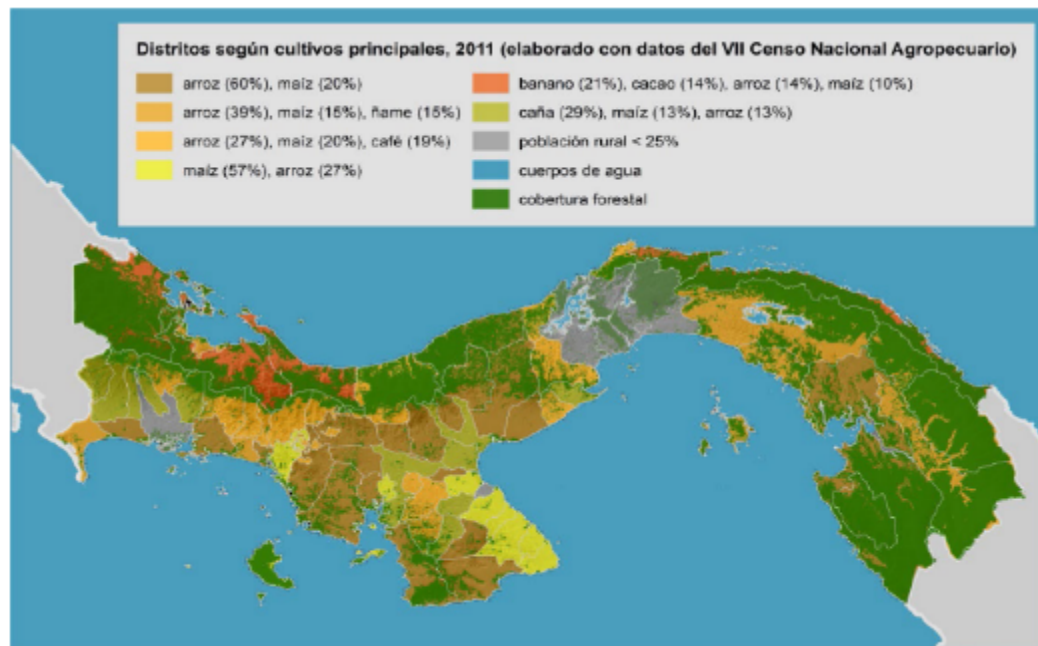 Distritos según cultivos principales, 2011 (elaborado con datos del VII Censo Nacional Agropecuario)
arroz (60%), maíz (20%)
arroz (39%), maíz (15%), ñame (15%)
arroz (27%), maíz (20%), café (19%)
maíz (57%), arroz (27%)
banano (21%), cacao (14%), arroz (14%), maíz (10%)
caña (29%), maíz (13%), arroz (13%)
población rural < 25%
cuerpos de agua
cobertura forestal